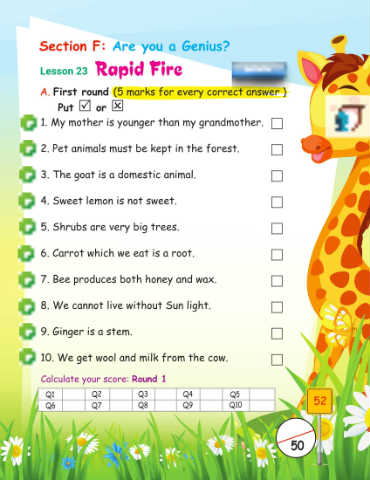 Section F: Are you a Genius?
Lesson 23 Rapid Fire
A. First round (5 marks for every correct answer )
Put ☑ or ☒
1. My mother is younger than my grandmother.
2. Pet animals must be kept in the forest.
3. The goat is a domestic animal.
4. Sweet lemon is not sweet.
5. Shrubs are very big trees.
6. Carrot which we eat is a root.
7. Bee produces both honey and wax.
8. We cannot live without Sun light.
9. Ginger is a stem.
10. We get wool and milk from the cow.
Calculate your score: Round 1
Q1 Q2 Q3 Q4 Q5
Q6 Q7 Q8 Q9 Q10
52
50